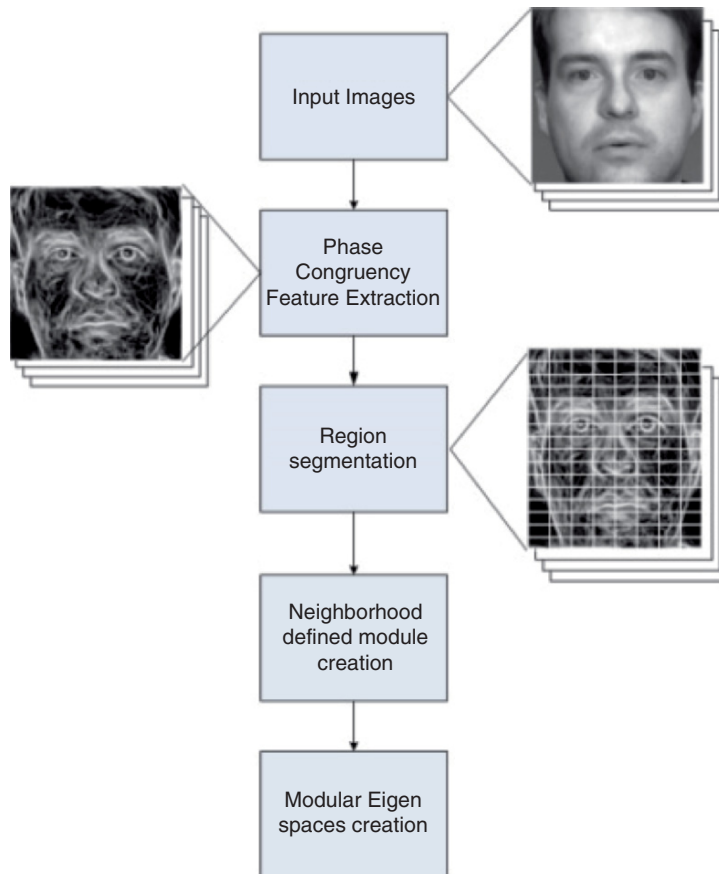 Input Images
Phase
Congruency
Feature Extraction
Region
segmentation
Neighborhood
defined module
creation
Modular Eigen
spaces creation